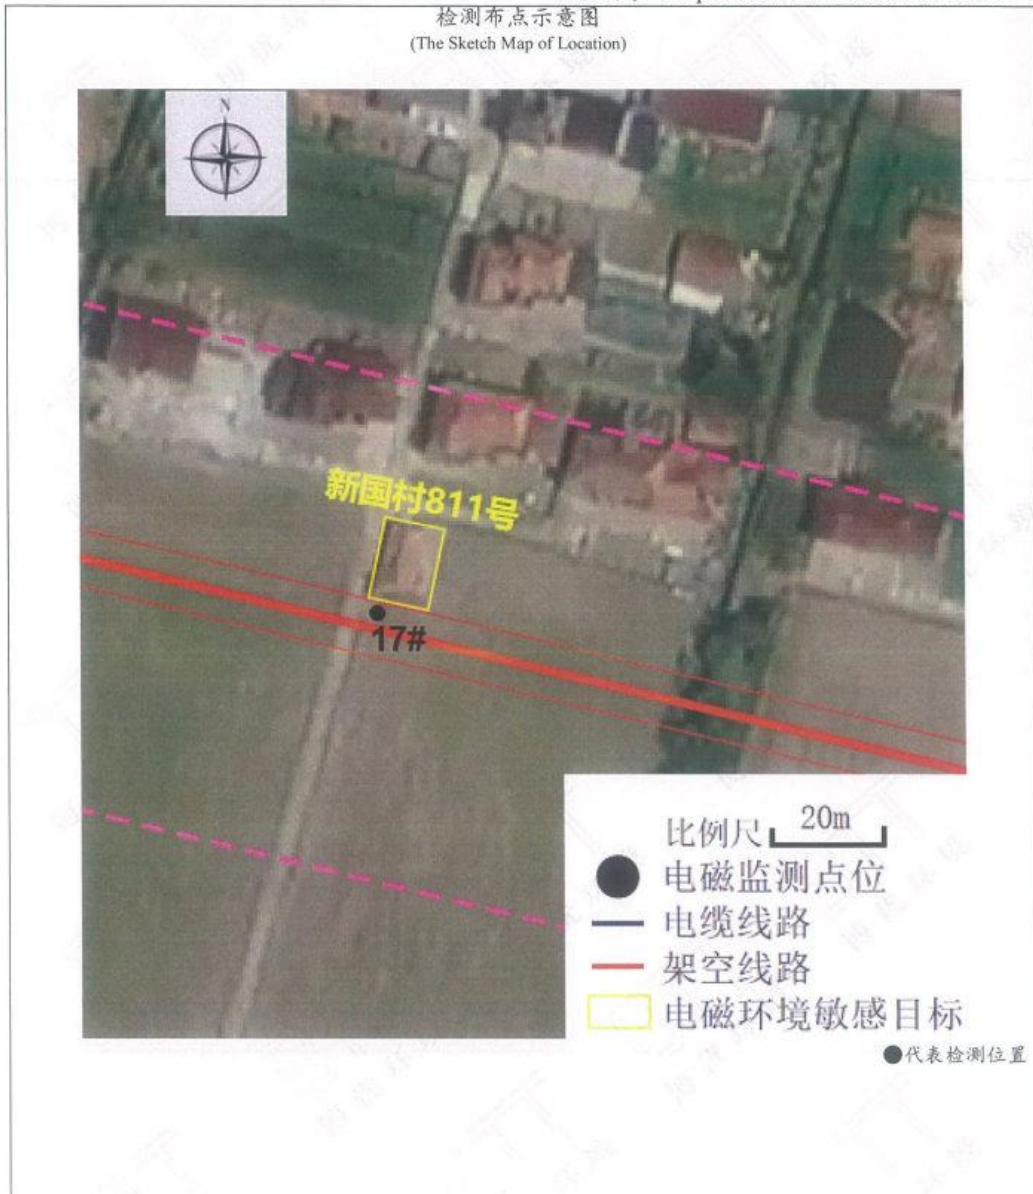 检测布点示意图
(The Sketch Map of Location)
N
新国村811号
17#
比例尺 20m
电磁监测点位
电缆线路
架空线路
电磁环境敏感目标
●代表检测位置